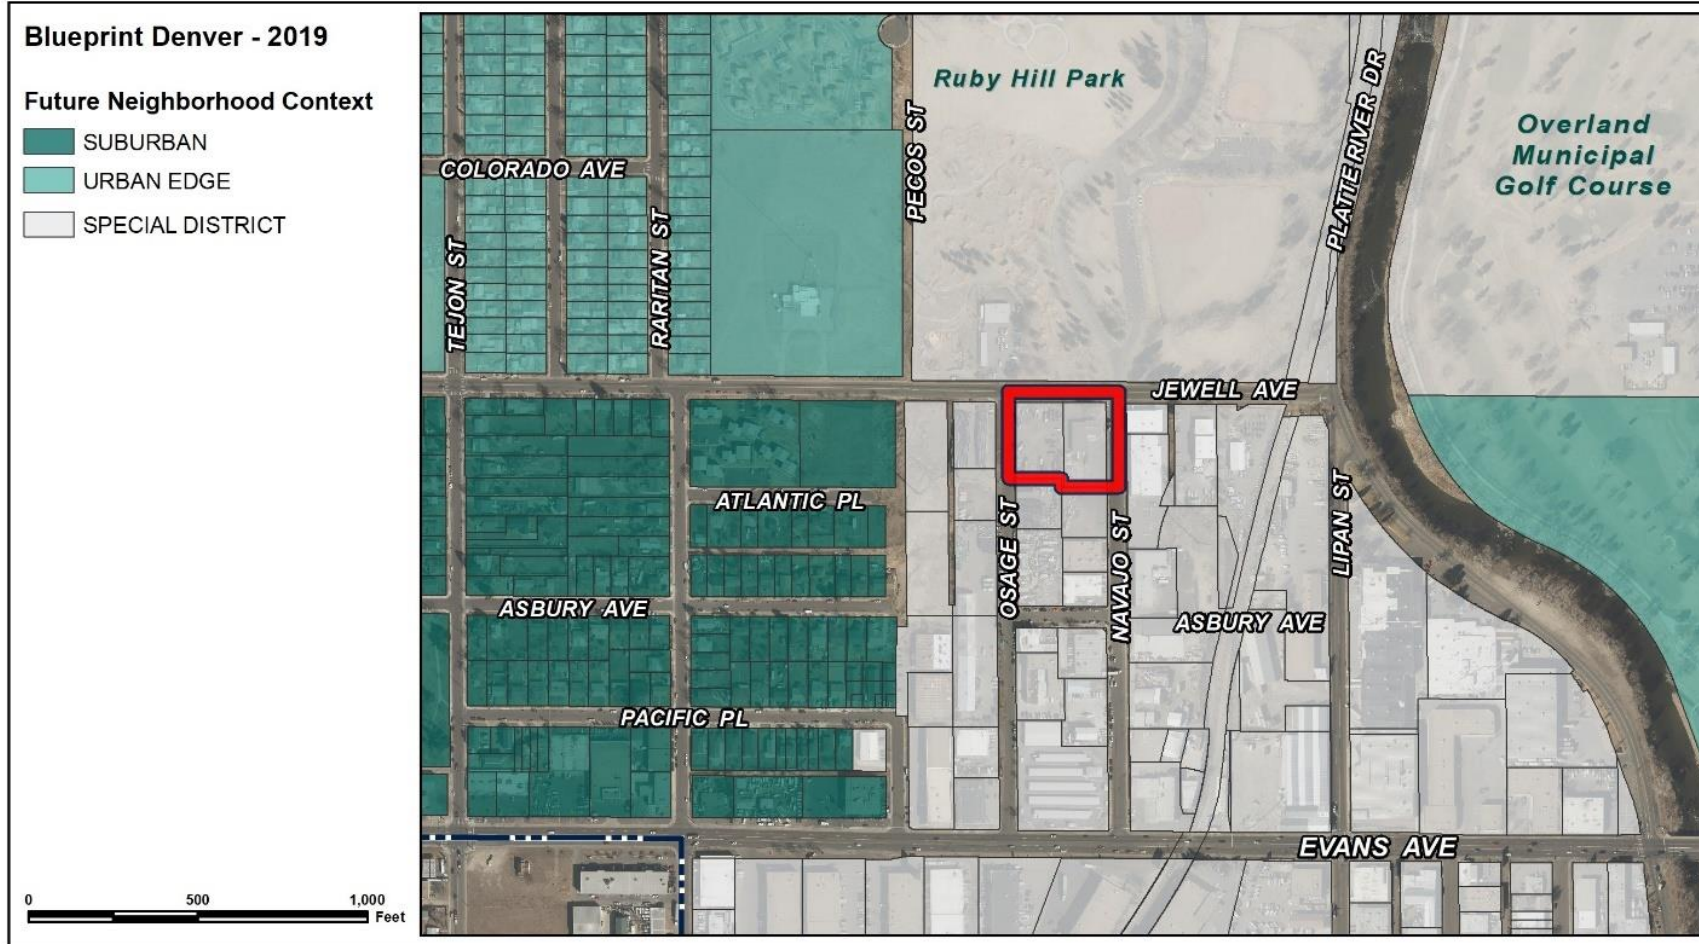 Blueprint Denver - 2019
Future Neighborhood Context
SUBURBAN
URBAN EDGE
SPECIAL DISTRICT
0 500 1,000
Feet
Ruby Hill Park
Overland
Municipal
Golf Course
PLATTE RIVER DR
PECOS ST
COLORADO AVE
RARITAN ST
TEJON ST
JEWELL AVE
ATLANTIC PL
OSAGE ST
NAVAJO ST
LIPAN ST
ASBURY AVE
ASBURY AVE
PACIFIC PL
EVANS AVE